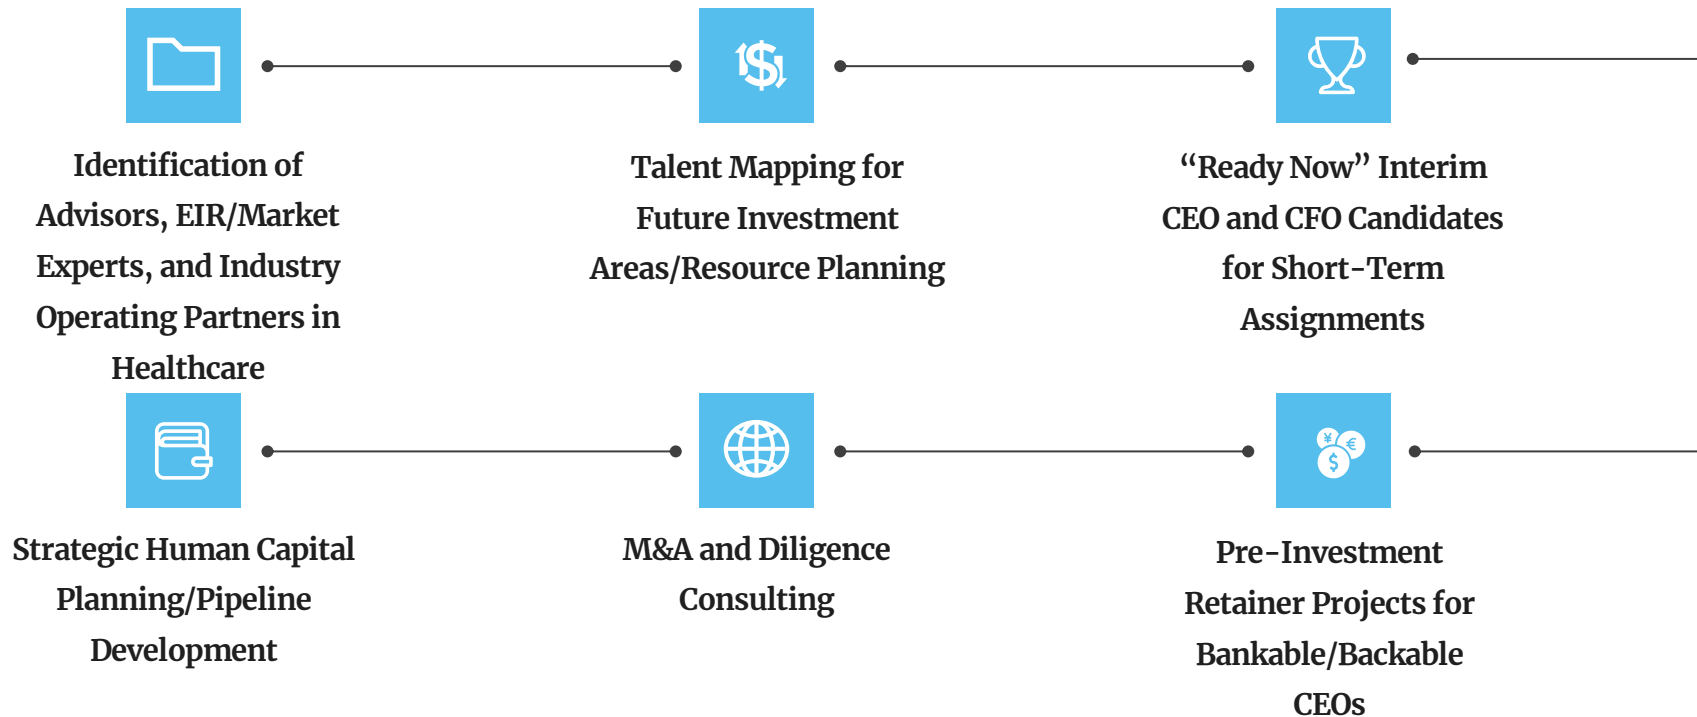 Identification of
Advisors, EIR/Market
Experts, and Industry
Operating Partners in
Healthcare
Talent Mapping for
Future Investment
Areas/Resource Planning
“Ready Now” Interim
CEO and CFO Candidates
for Short-Term
Assignments
Strategic Human Capital
Planning/Pipeline
Development
M&A and Diligence
Consulting
Pre-Investment
Retainer Projects for
Bankable/Backable
CEOs